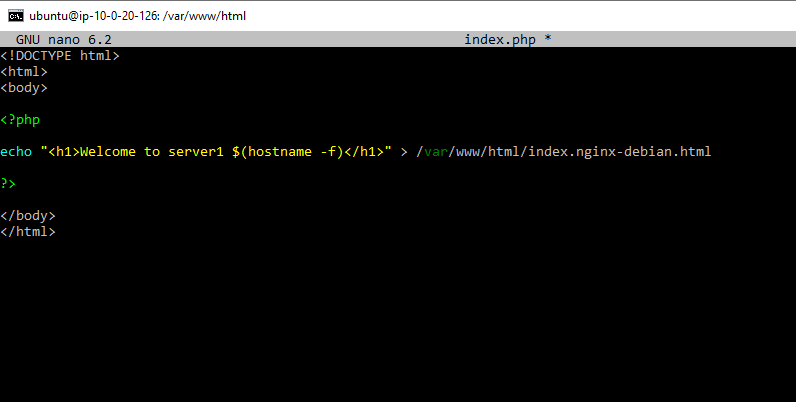 ubuntu@ip-10-0-20-126: /var/www/html
GNU nano 6.2 index.php *
<!DOCTYPE html>
<html>
<body>
<?php
echo "<h1>Welcome to server1 $(hostname -f)</h1>" > /var/www/html/index.nginx-debian.html
?>
</body>
</html>